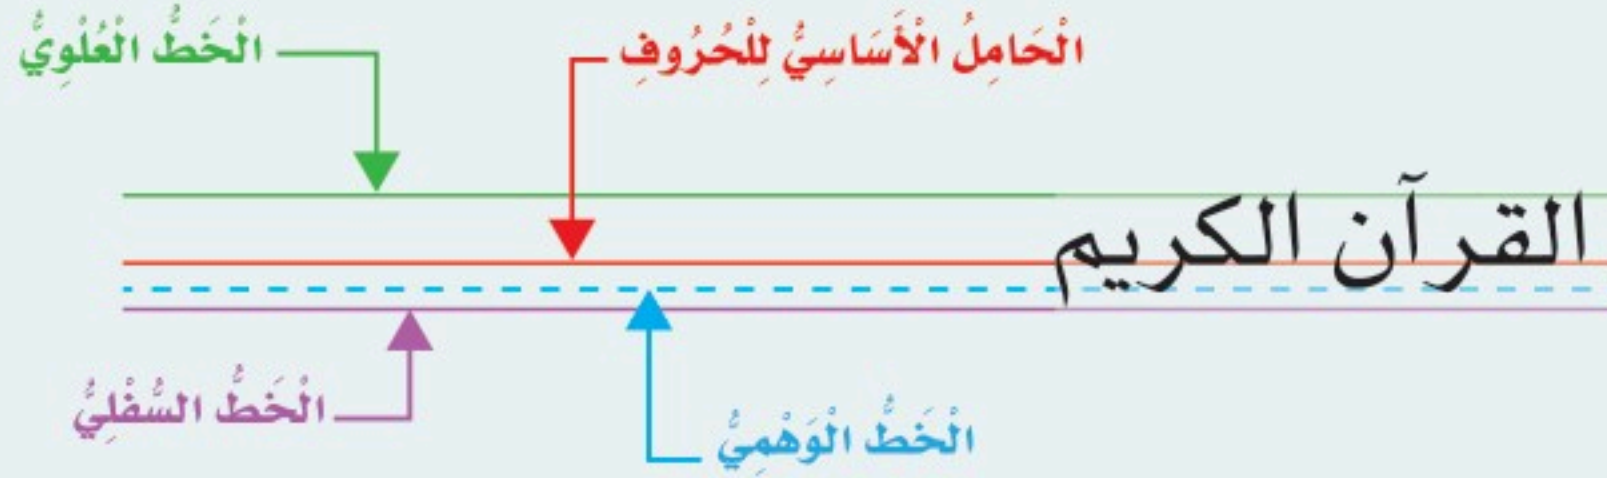 الْحَامِلُ الْأَسَاسِيُّ لِلْحُرُوفِ
الْخَطُّ الْعُلْوِيُّ
القرآن الكريم
الْخَطُّ الْوَهْمِيُّ
الْخَطُّ السُّفْلِيُّ